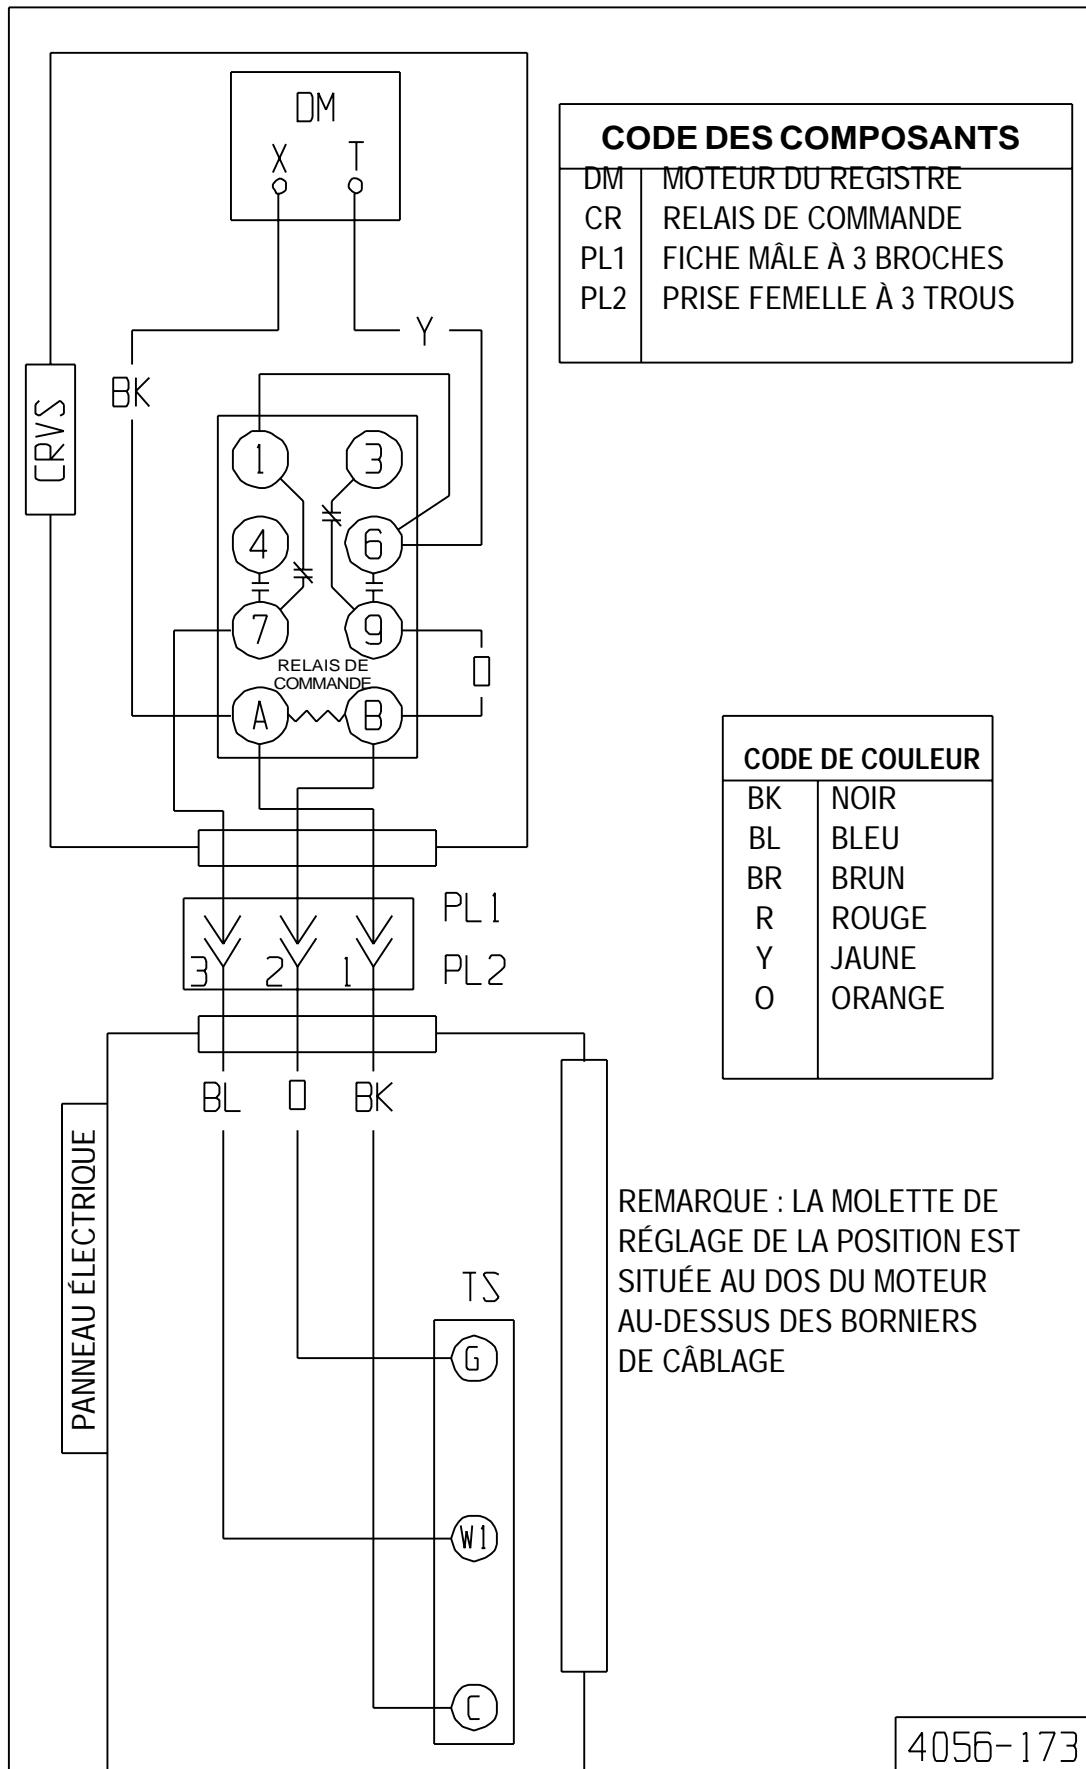 DM
X T
CODE DES COMPOSANTS
DM MOTEUR DU REGISTRE
CR RELAIS DE COMMANDE
PL1 FICHE MÂLE À 3 BROCHES
PL2 PRISE FEMELLE À 3 TROUS
Y
BK
CRVS
1 3
4 6
7 9
RELAIS DE
COMMANDE
O
A B
CODE DE COULEUR
BK NOIR
BL BLEU
BR BRUN
R ROUGE
Y JAUNE
O ORANGE
PL1
PL2
3 2 1
BL O BK
PANNEAU ÉLECTRIQUE
REMARQUE : LA MOLETTE DE
RÉGLAGE DE LA POSITION EST
SITUÉE AU DOS DU MOTEUR
AU-DESSUS DES BORNIERS
DE CÂBLAGE
TS
G
W1
C
4056-173